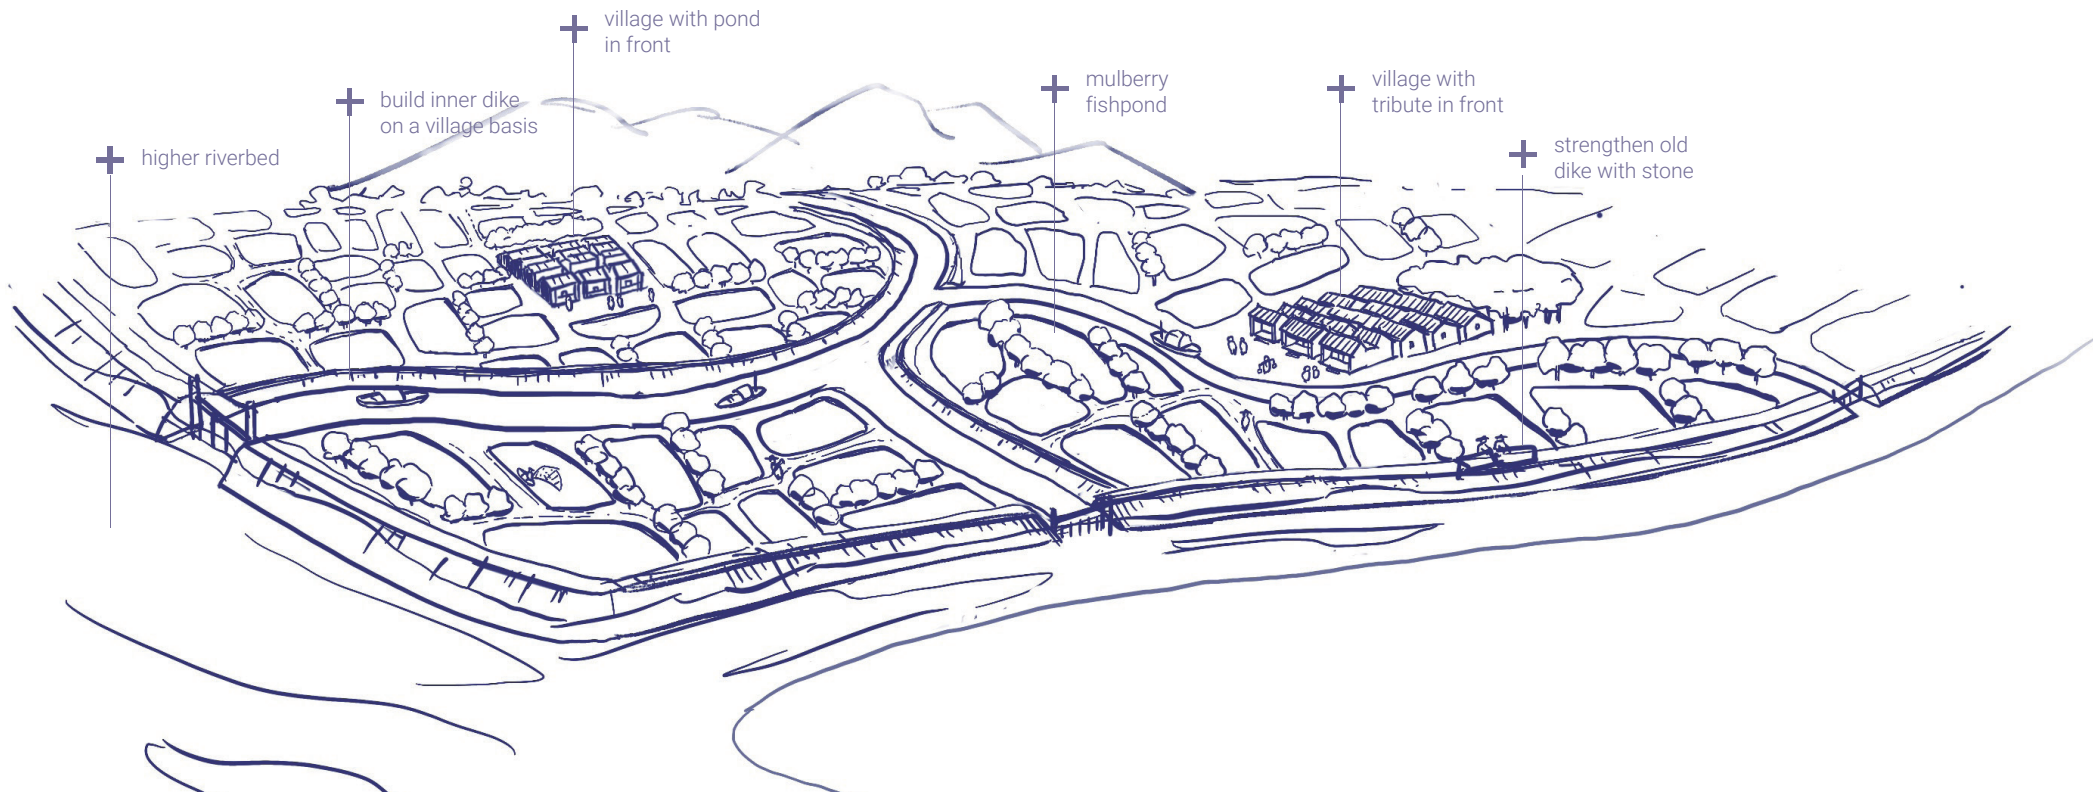 village with pond
in front
build inner dike
on a village basis
higher riverbed
mulberry
fishpond
village with
tribute in front
strengthen old
dike with stone